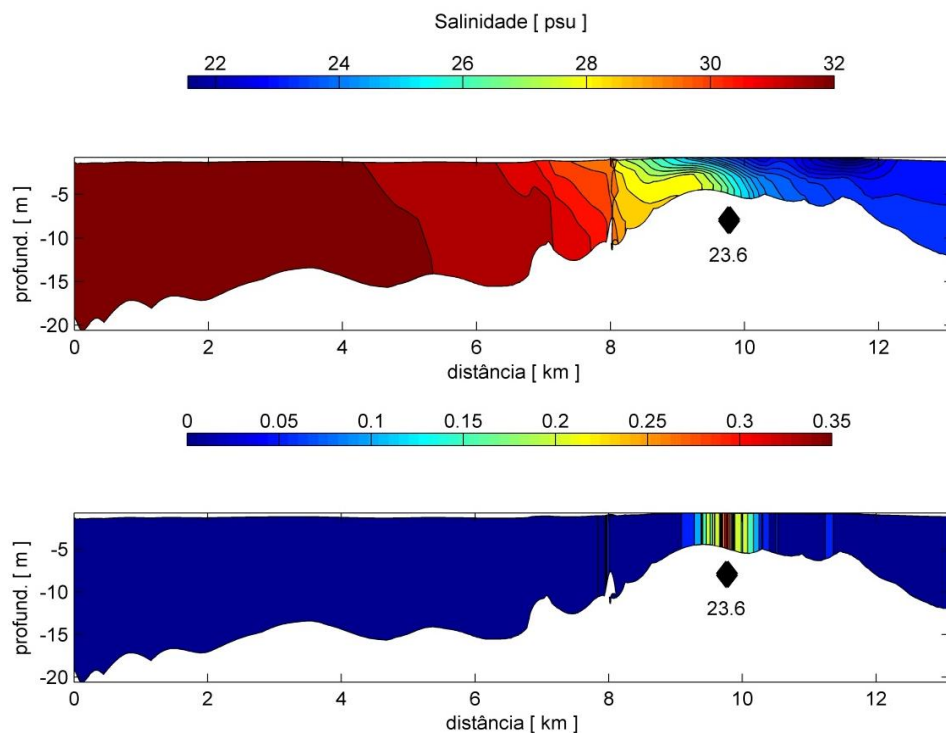 Salinidade [ psu ]
22 24 26 28 30 32
-5
-10
-15
-20
profund. [ m ]
23.6
0 2 4 6 8 10 12
distância [ km ]
0 0.05 0.1 0.15 0.2 0.25 0.3 0.35
-5
-10
-15
-20
profund. [ m ]
23.6
0 2 4 6 8 10 12
distância [ km ]